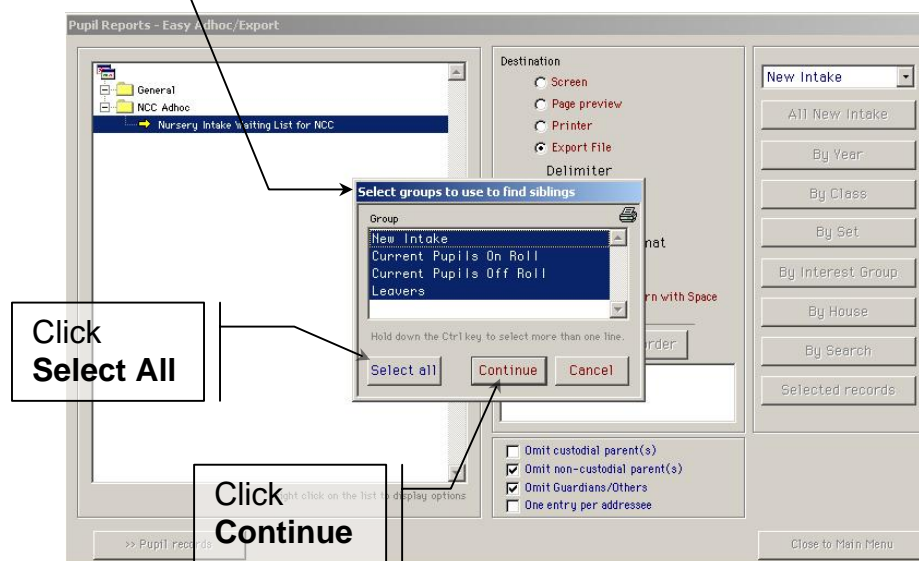 Pupil Reports - Easy Adhoc/Export
General
NCC Adhoc
Nursery Intake Waiting List for NCC
Destination
Screen
Page preview
Printer
Export File
Delimiter
Select groups to use to find siblings
Group
New Intake
Current Pupils On Roll
Current Pupils Off Roll
Leavers
Hold down the Ctrl key to select more than one line.
Select all
Continue
Cancel
with Space
Omit custodial parent(s)
Omit non-custodial parent(s)
Omit Guardians/Others
One entry per addressee
New Intake
All New Intake
By Year
By Class
By Set
By Interest Group
By House
By Search
Selected records
Click
Select All
Click
Continue
click on the list to display options
>> Pupil records
Close to Main Menu